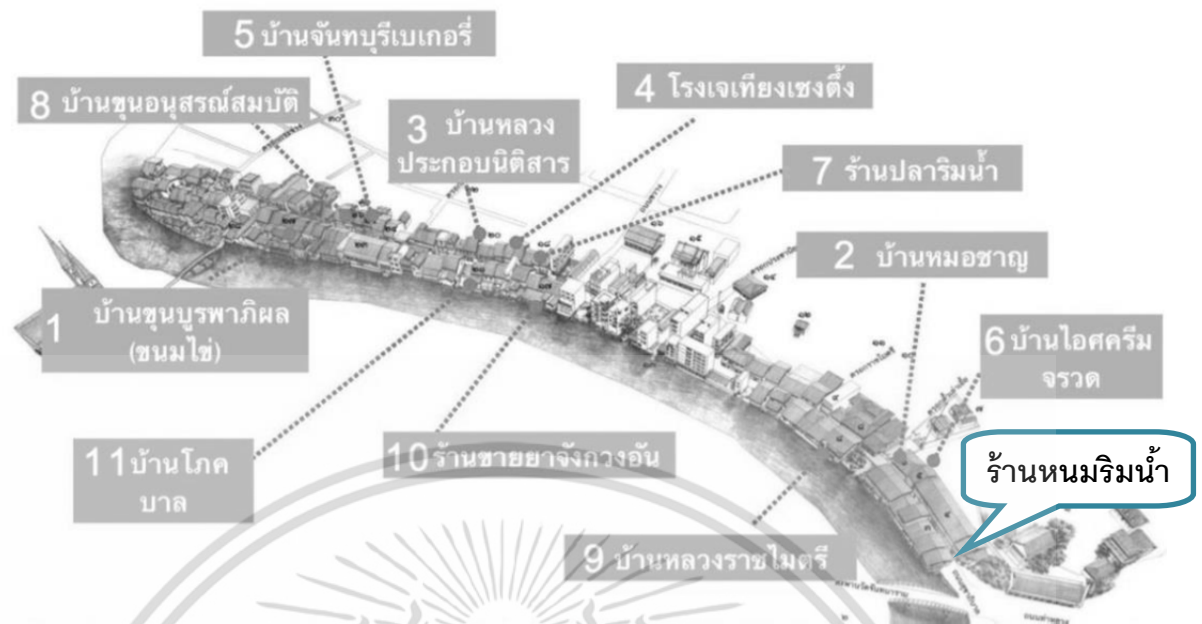 5 บ้านจันทบุรีเบเกอรี่
4 โรงเจเทียงเซงตึ้ง
8 บ้านขุนอนุสรณ์สมบัติ
3 บ้านหลวง
ประกอบนิติสาร
7 ร้านปลาริมน้ำ
2 บ้านหมอชาญ
1 บ้านขุนบูรพาภิผล
(ขนมไข่)
6 บ้านไอศครีม
จรวด
11 บ้านโภค
บาล
10 ร้านขายยาจังกวงอัน
ร้านหนมริมน้ำ
9 บ้านหลวงราชไมตรี